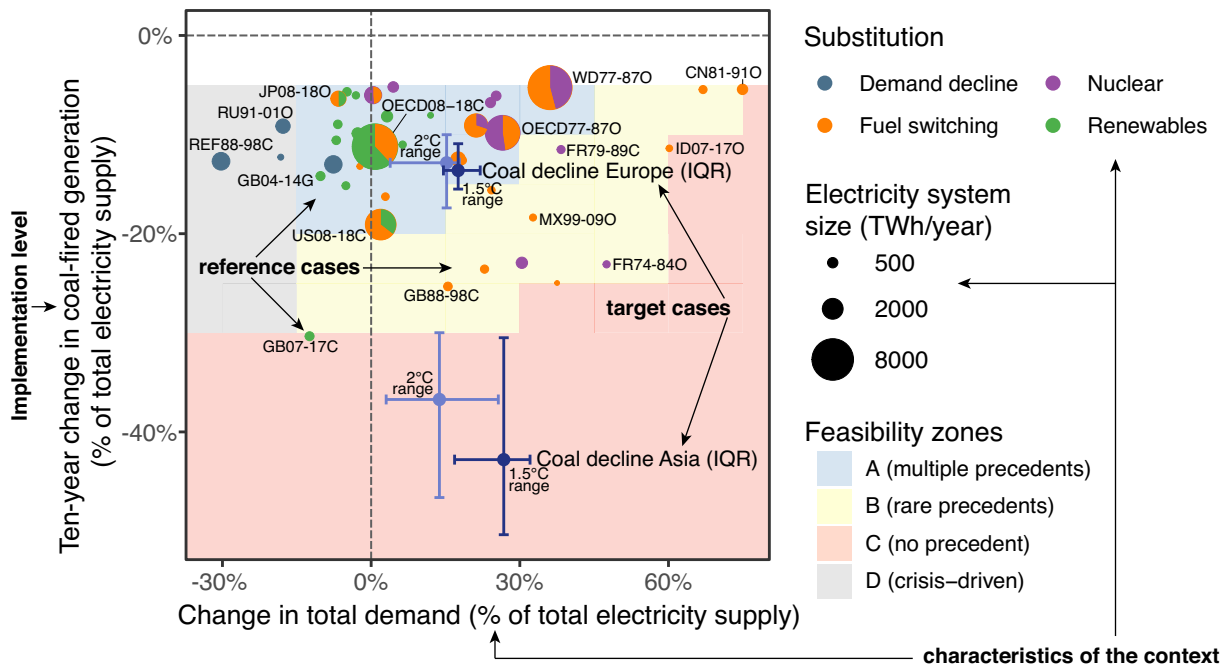 Implementation level
Ten-year change in coal-fired generation
(% of total electricity supply)
0%
-20%
-40%
-30%
0%
30%
60%
Change in total demand (% of total electricity supply)
WD77-87O
CN81-91O
JP08-18O
OECD08−18C
RU91-01O
OECD77-87O
2°C
range
REF88-98C
FR79-89C
ID07-17O
Coal decline Europe (IQR)
GB04-14G
1.5°C
range
MX99-09O
US08-18C
reference cases
FR74-84O
GB88-98C
target cases
GB07-17C
2°C
range
Coal decline Asia (IQR)
1.5°C
range
Substitution
Demand decline
Nuclear
Fuel switching
Renewables
Electricity system
size (TWh/year)
500
2000
8000
Feasibility zones
A (multiple precedents)
B (rare precedents)
C (no precedent)
D (crisis−driven)
characteristics of the context